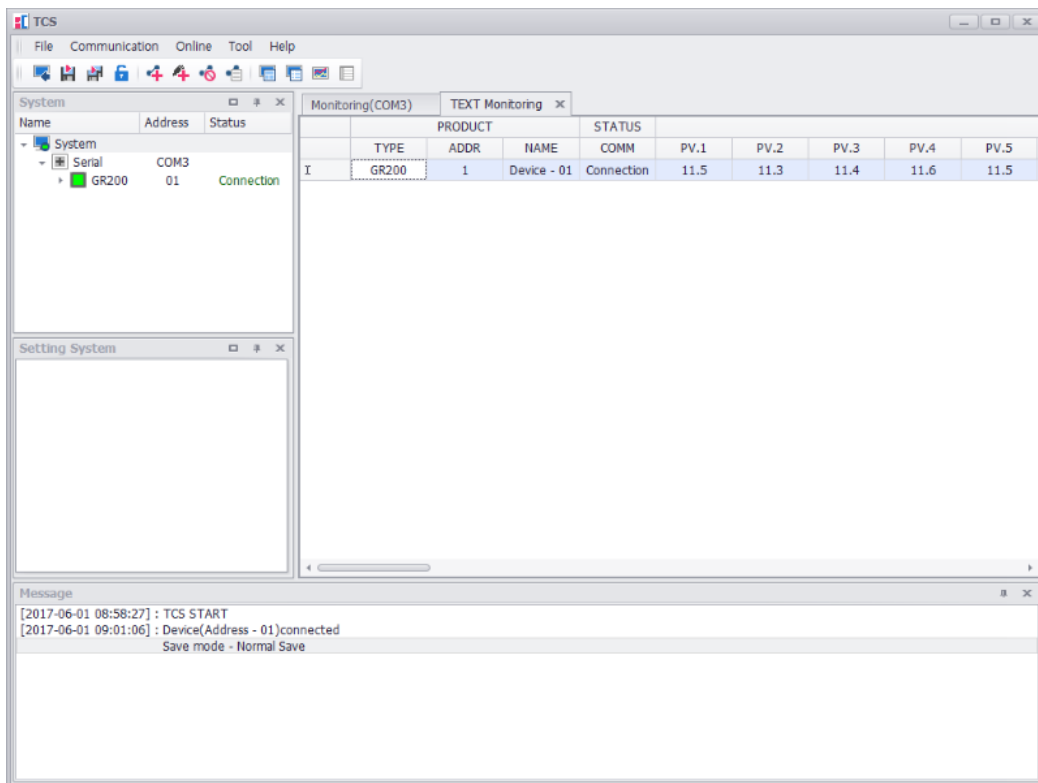 TCS
File Communication Online Tool Help
System
Name Address Status
System
Serial COM3
GR200 01 Connection
Setting System
Monitoring(COM3) TEXT Monitoring
PRODUCT STATUS
TYPE ADDR NAME COMM PV.1 PV.2 PV.3 PV.4 PV.5
I GR200 1 Device - 01 Connection 11.5 11.3 11.4 11.6 11.5
Message
[2017-06-01 08:58:27] : TCS START
[2017-06-01 09:01:06] : Device(Address - 01)connected
Save mode - Normal Save